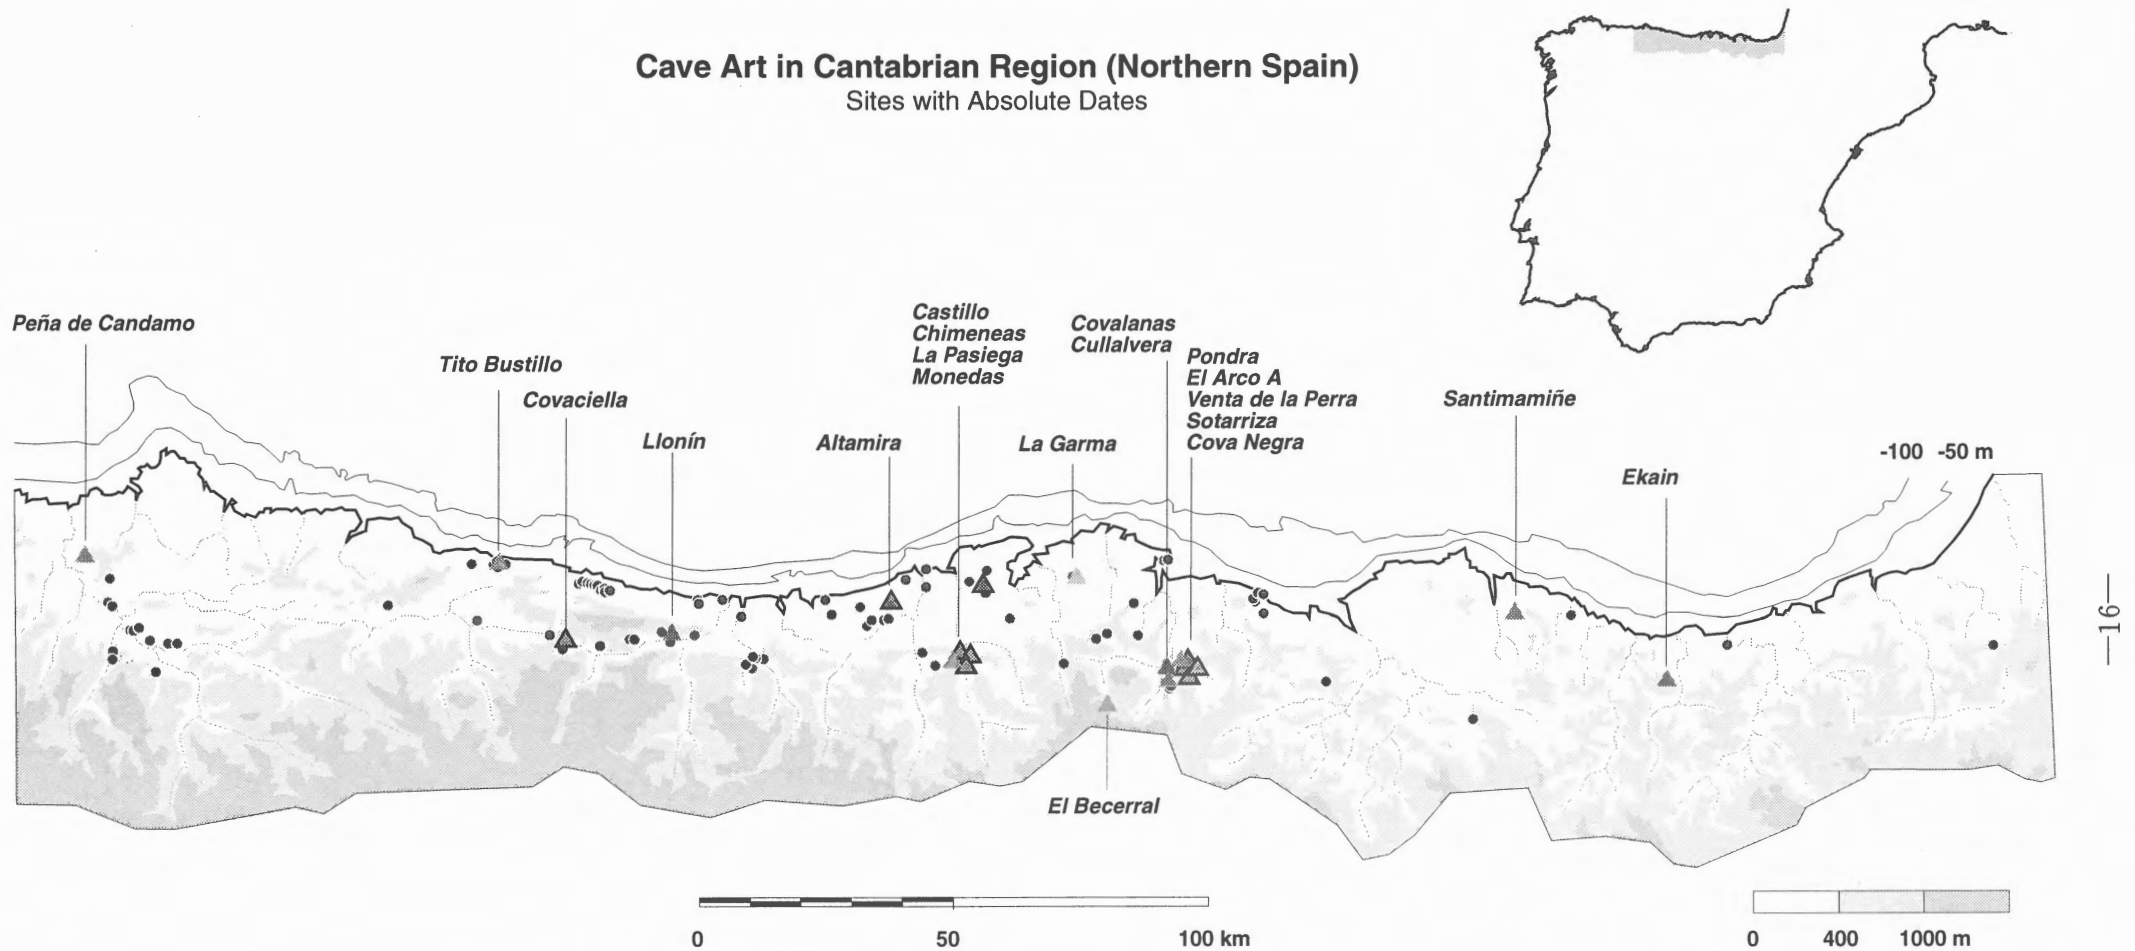 Cave Art in Cantabrian Region (Northern Spain)
Sites with Absolute Dates
Peña de Candamo
Tito Bustillo
Covaciella
Llonín
Altamira
Castillo
Chimeneas
La Pasiega
Monedas
La Garma
Covalanas
Cullalvera
Pondra
El Arco A
Venta de la Perra
Sotarriza
Cova Negra
Santimamiñe
Ekain
-100 -50 m
El Becerral
0 50 100 km
0 400 1000 m
—16—